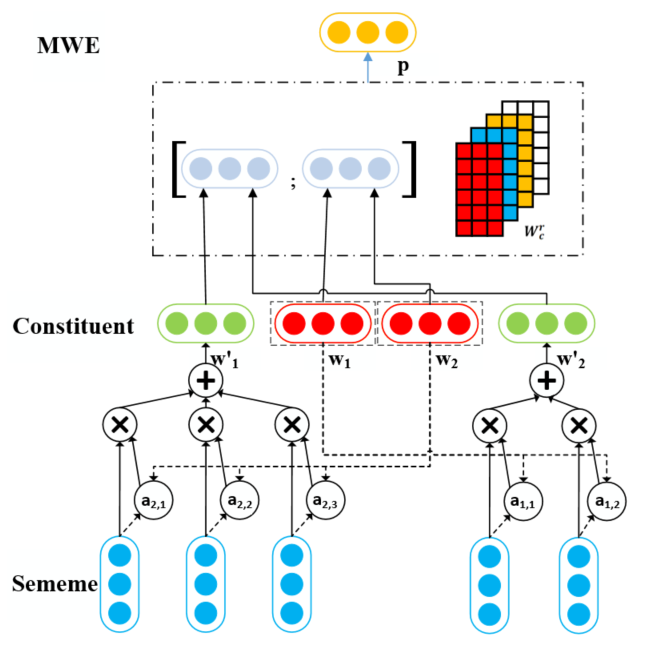 MWE
p
[ ; ]
W_c^r
Constituent
w'₁
w₁
w₂
w'₂
+
+
×
×
×
×
×
a₂,₁
a₂,₂
a₂,₃
a₁,₁
a₁,₂
Sememe